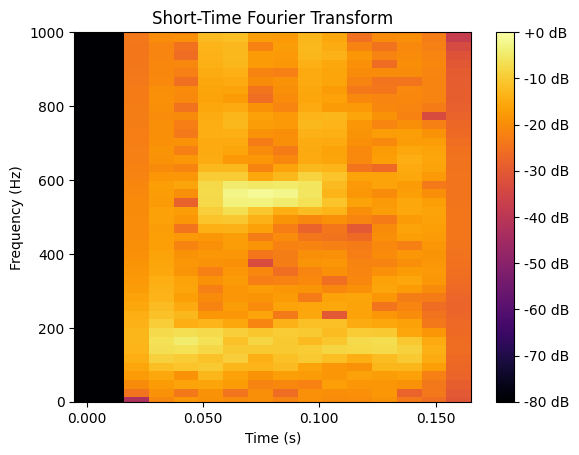 Short-Time Fourier Transform
1000
800
600
400
200
0
Frequency (Hz)
0.000
0.050
0.100
0.150
Time (s)
+0 dB
-10 dB
-20 dB
-30 dB
-40 dB
-50 dB
-60 dB
-70 dB
-80 dB